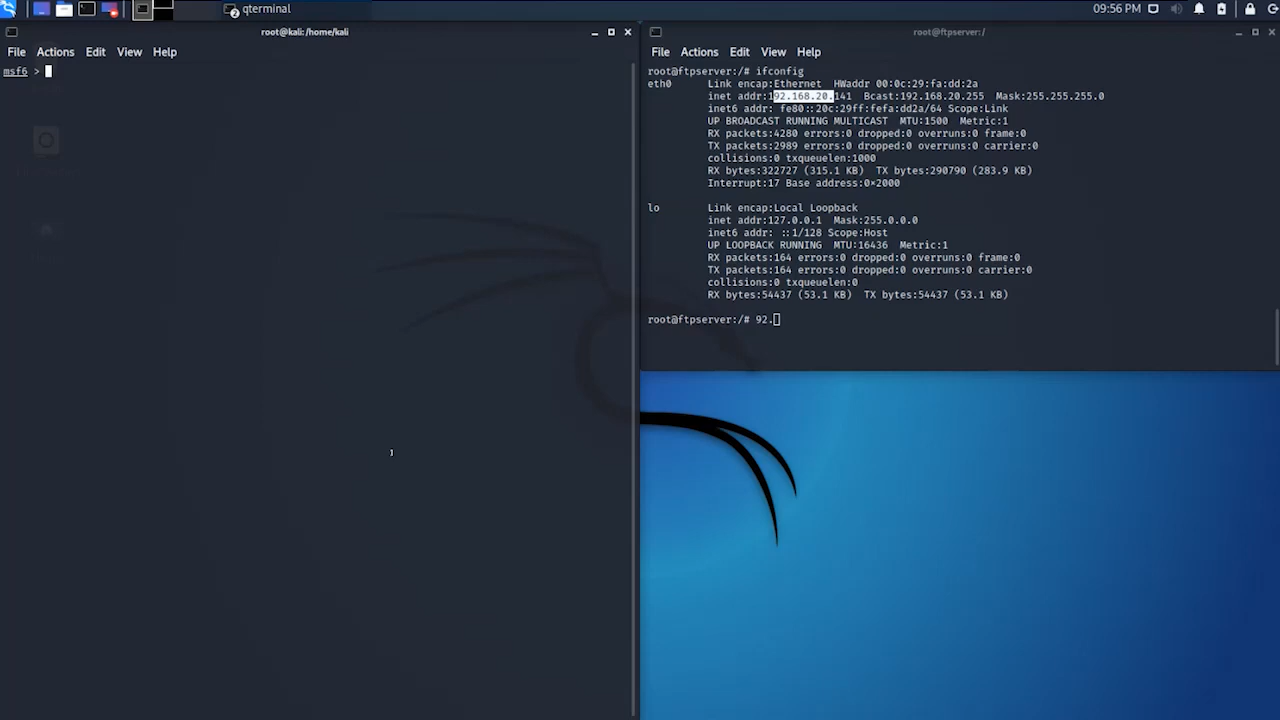 qterminal
2
09:56 PM
root@kali: /home/kali
File Actions Edit View Help
msf6 >
root@ftpserver:/
File Actions Edit View Help
root@ftpserver:/# ifconfig
eth0 Link encap:Ethernet HWaddr 00:0c:29:fa:dd:2a
inet addr:192.168.20.141 Bcast:192.168.20.255 Mask:255.255.255.0
inet6 addr: fe80::20c:29ff:fefa:dd2a/64 Scope:Link
UP BROADCAST RUNNING MULTICAST MTU:1500 Metric:1
RX packets:4280 errors:0 dropped:0 overruns:0 frame:0
TX packets:2989 errors:0 dropped:0 overruns:0 carrier:0
collisions:0 txqueuelen:1000
RX bytes:322727 (315.1 KB) TX bytes:290790 (283.9 KB)
Interrupt:17 Base address:0×2000
lo Link encap:Local Loopback
inet addr:127.0.0.1 Mask:255.0.0.0
inet6 addr: ::1/128 Scope:Host
UP LOOPBACK RUNNING MTU:16436 Metric:1
RX packets:164 errors:0 dropped:0 overruns:0 frame:0
TX packets:164 errors:0 dropped:0 overruns:0 carrier:0
collisions:0 txqueuelen:0
RX bytes:54437 (53.1 KB) TX bytes:54437 (53.1 KB)
root@ftpserver:/# 92.